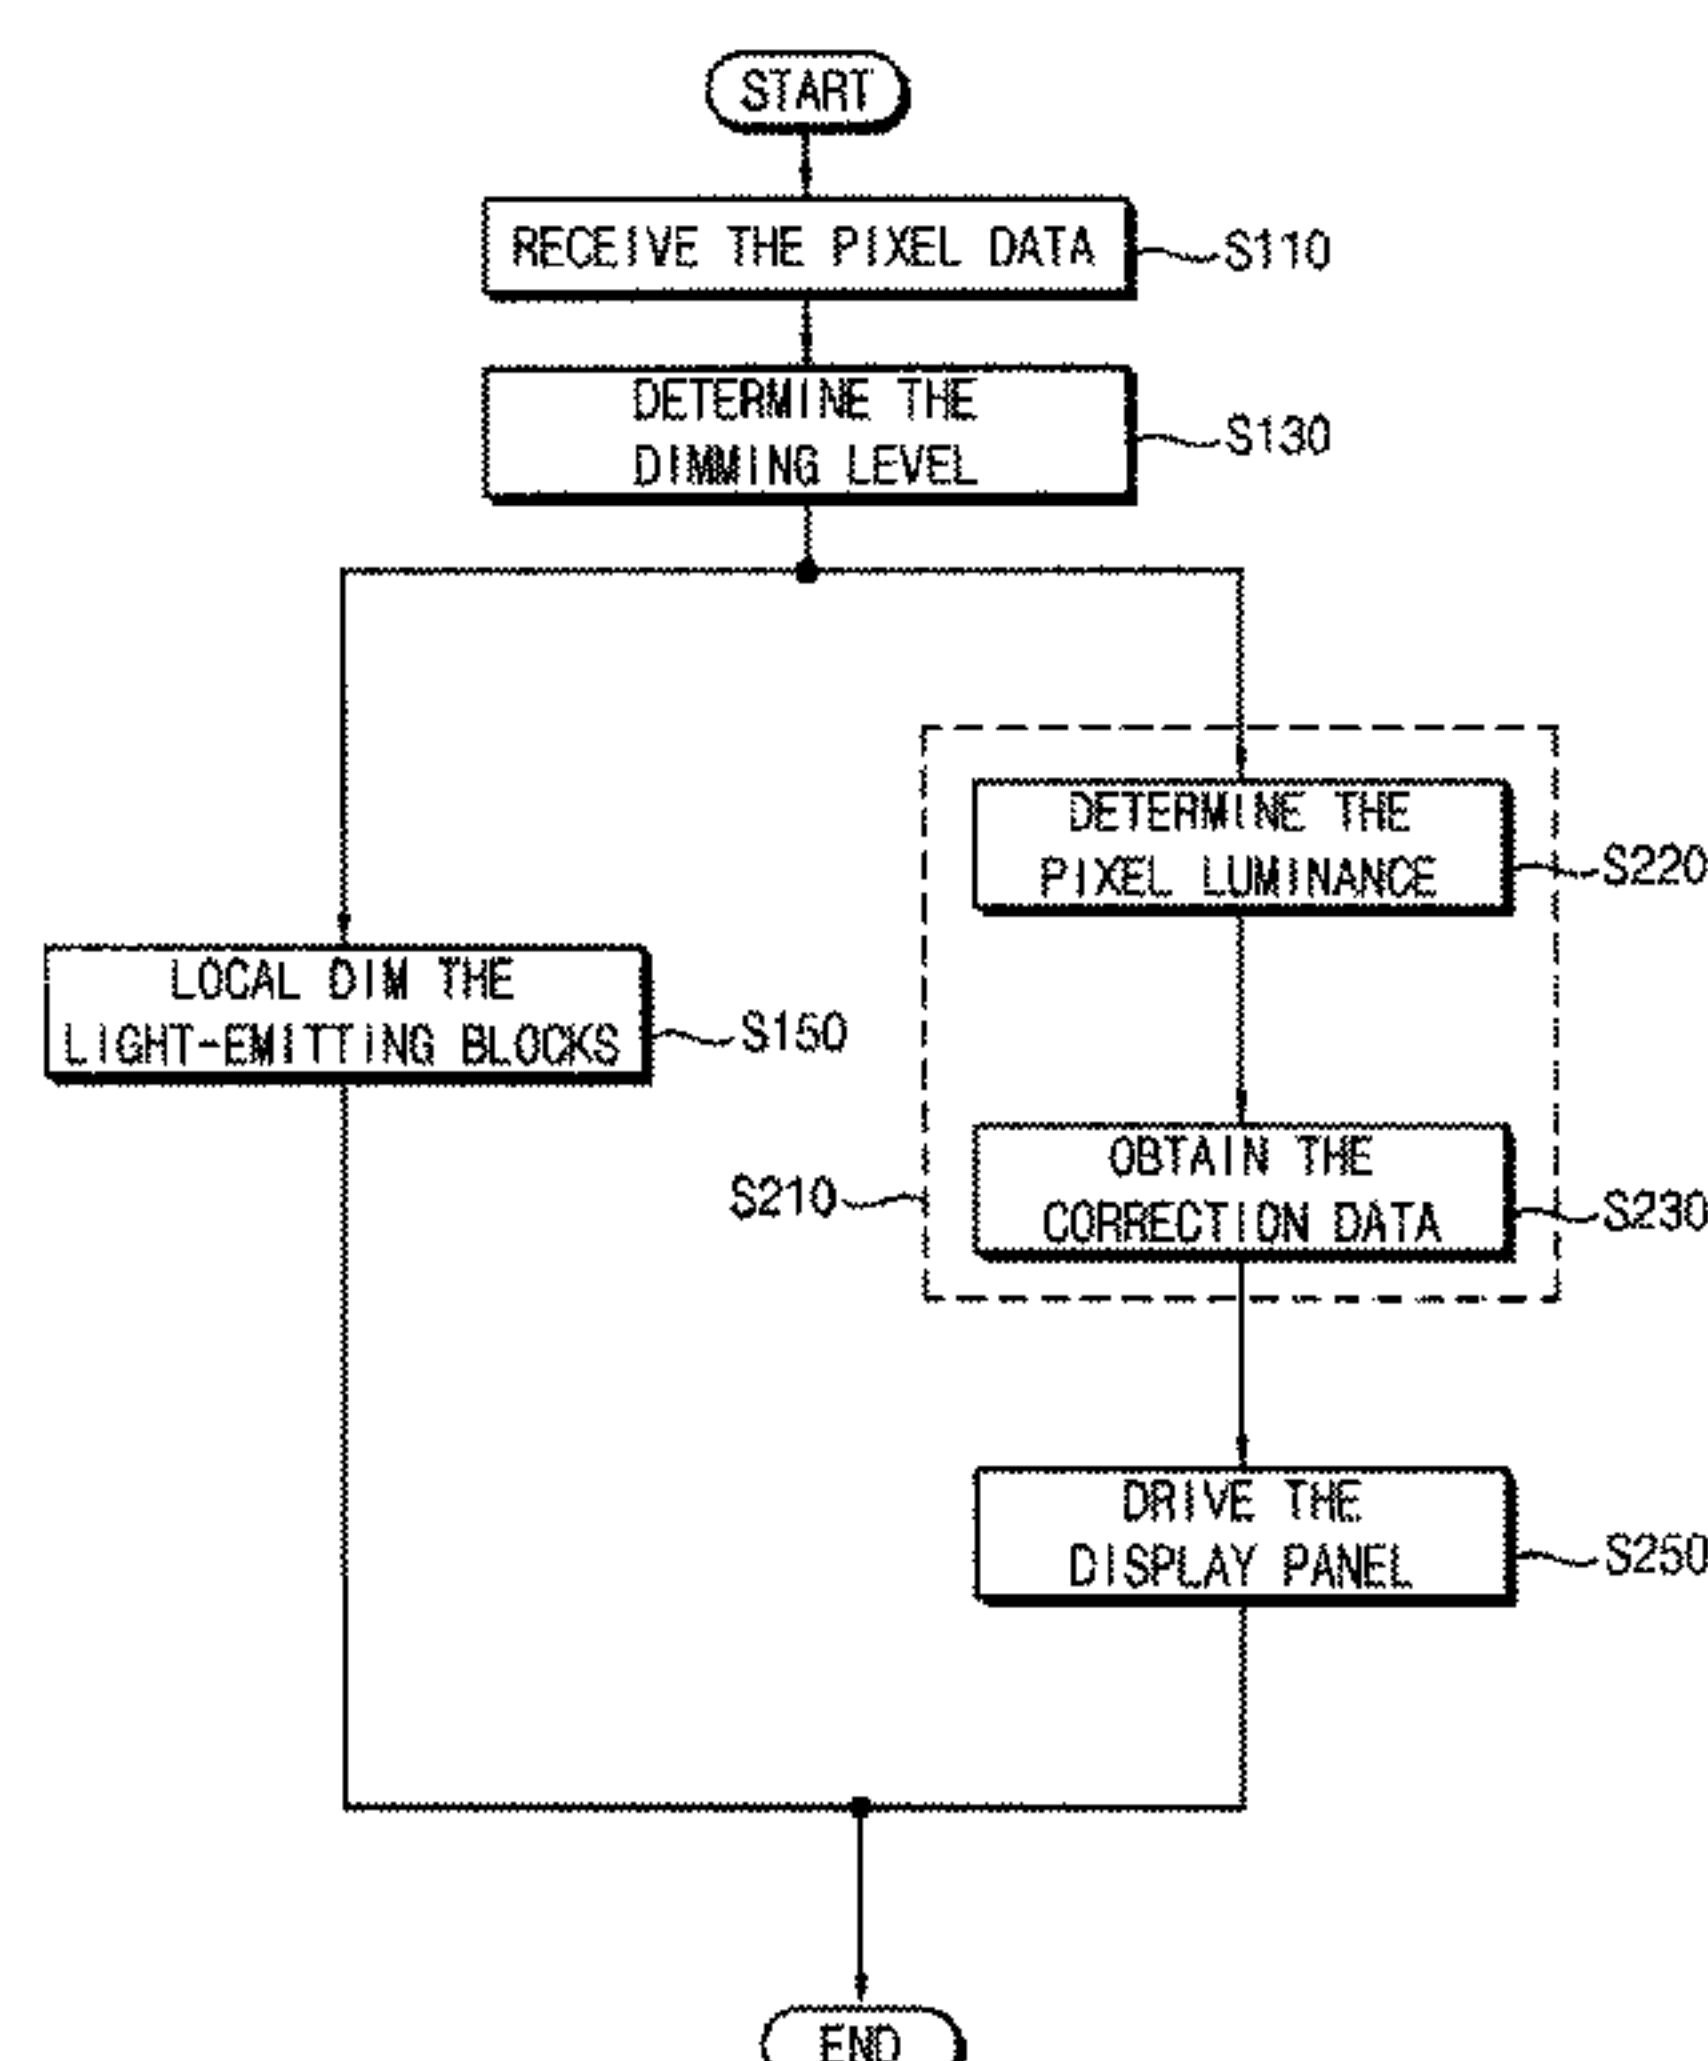 START
RECEIVE THE PIXEL DATA
S110
DETERMINE THE
DIMMING LEVEL
S130
DETERMINE THE
PIXEL LUMINANCE
S220
LOCAL DIM THE
LIGHT-EMITTING BLOCKS
S150
OBTAIN THE
CORRECTION DATA
S210
S230
DRIVE THE
DISPLAY PANEL
S250
END